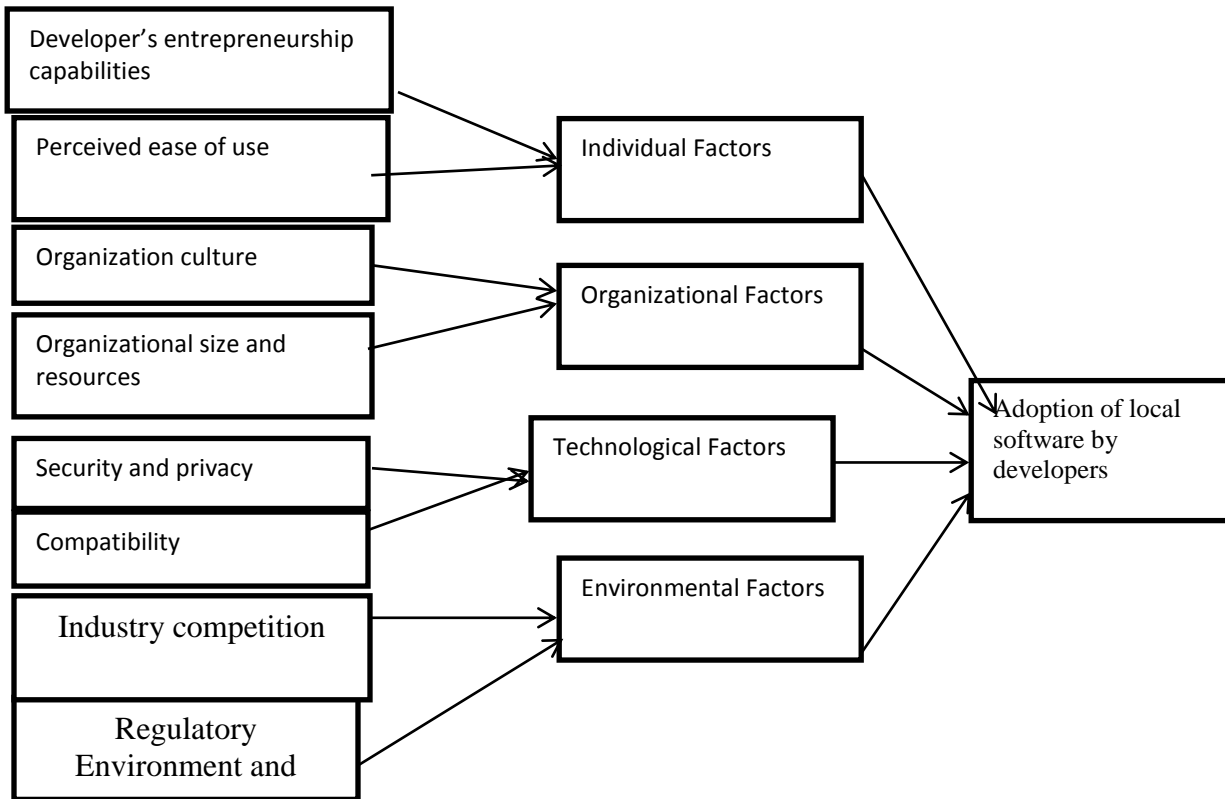 Developer’s entrepreneurship
capabilities
Perceived ease of use
Individual Factors
Organization culture
Organizational Factors
Organizational size and
resources
Adoption of local
software by
developers
Security and privacy
Technological Factors
Compatibility
Environmental Factors
Industry competition
Regulatory
Environment and